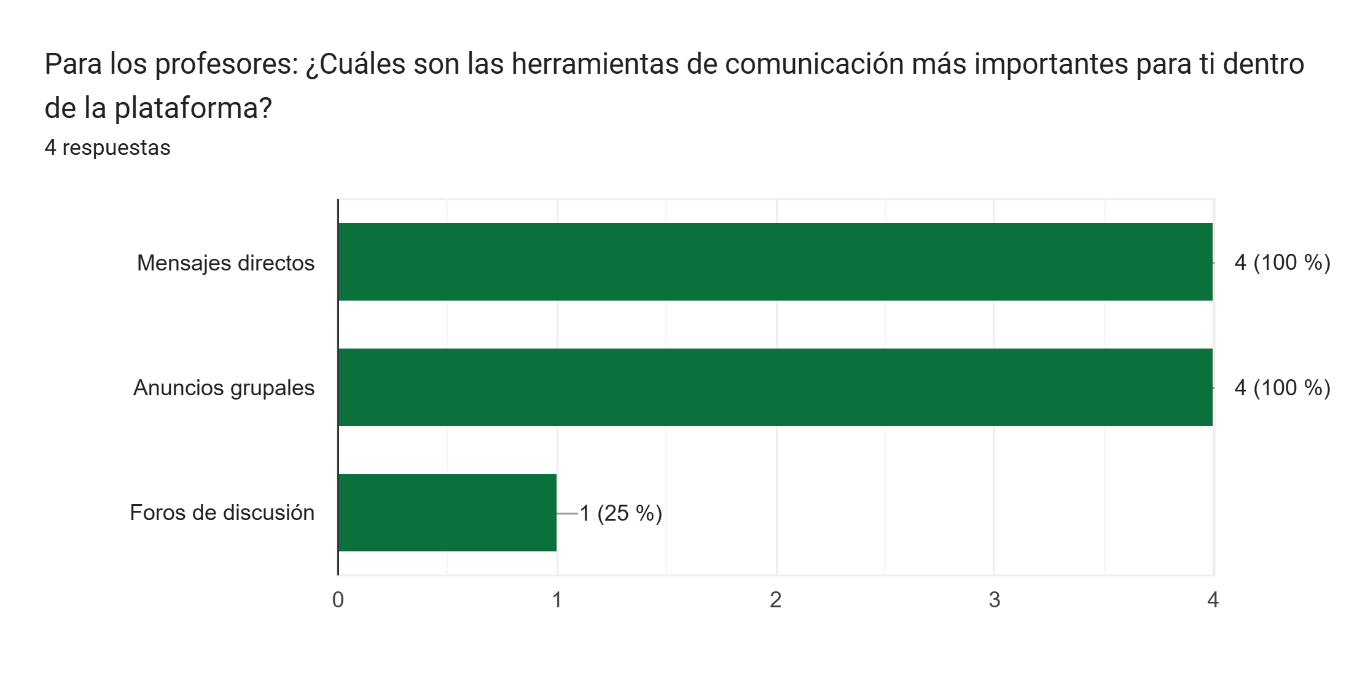 Para los profesores: ¿Cuáles son las herramientas de comunicación más importantes para ti dentro
de la plataforma?
4 respuestas
Mensajes directos
4 (100 %)
Anuncios grupales
4 (100 %)
Foros de discusión
1 (25 %)
0 1 2 3 4